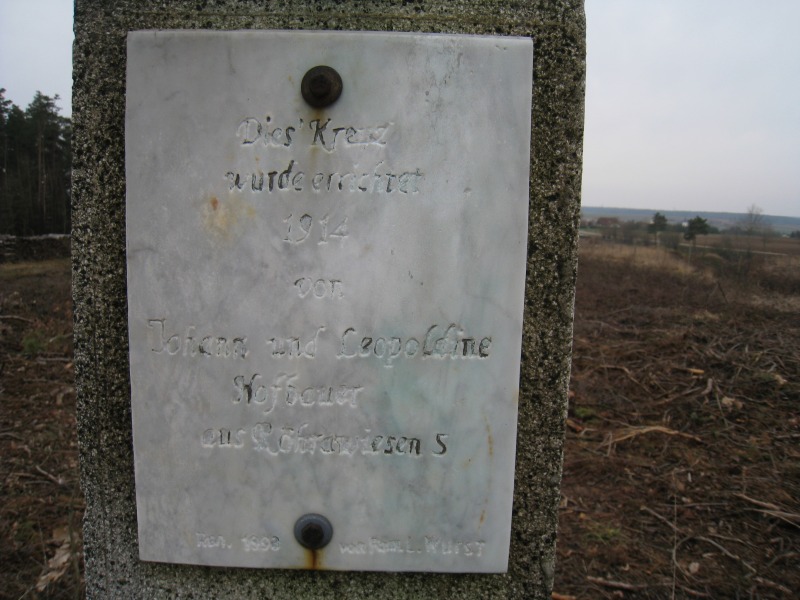 Dies' Kreuz
wurde errichtet
1914
von
Johann und Leopoldine
Hofbauer
aus Röhrawiesen 5
Ren. 1998 von Fam. L. Wurst